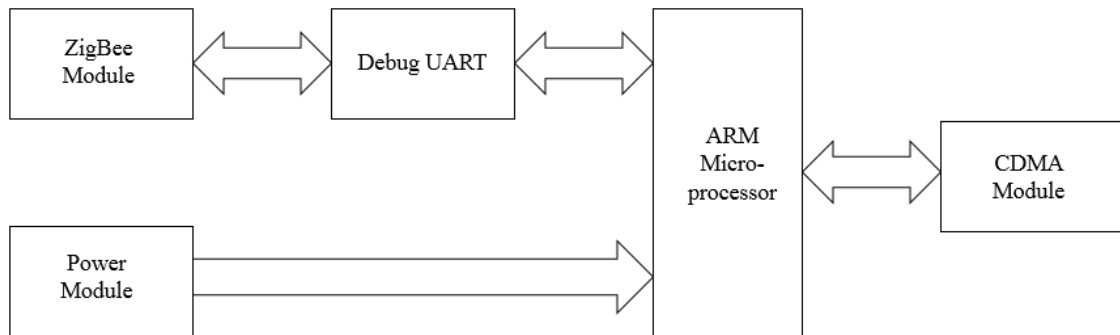 ZigBee
Module
Debug UART
ARM
Micro-
processor
CDMA
Module
Power
Module